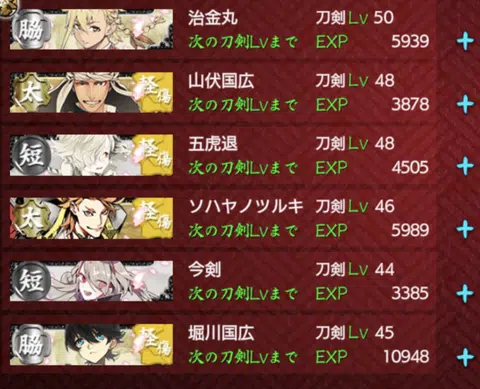 脇 治金丸 刀剣Lv 50
次の刀剣Lvまで EXP 5939
太 軽傷 山伏国広 刀剣Lv 48
次の刀剣Lvまで EXP 3878
短 軽傷 五虎退 刀剣Lv 48
次の刀剣Lvまで EXP 4505
太 軽傷 ソハヤノツルキ 刀剣Lv 46
次の刀剣Lvまで EXP 5989
短 今剣 刀剣Lv 44
次の刀剣Lvまで EXP 3385
脇 軽傷 堀川国広 刀剣Lv 45
次の刀剣Lvまで EXP 10948